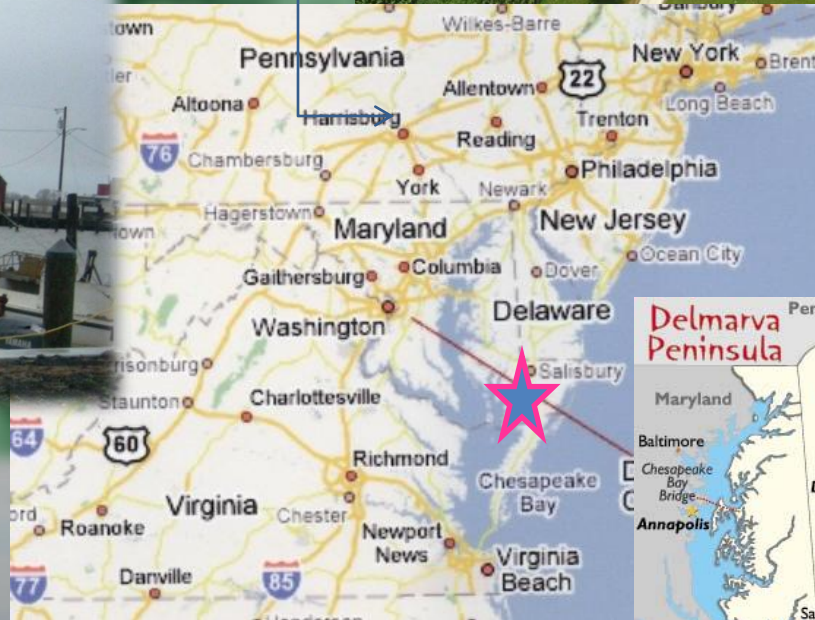 Danbury
Wilkes-Barre
Pennsylvania
New York
Allentown
22
Long Beach
Altoona
Harrisburg
Reading
Trenton
76
Chambersburg
Philadelphia
York
Newark
Hagerstown
Maryland
New Jersey
Columbia
Ocean City
Gaithersburg
Dover
Delaware
Washington
Salisbury
Staunton
Charlottesville
64
60
Richmond
Chesapeake
Bay
Virginia
Chester
Roanoke
Newport
News
Virginia
Beach
77
Danville
85
Delmarva
Peninsula
Maryland
Baltimore
Chesapeake
Bay
Bridge
Annapolis